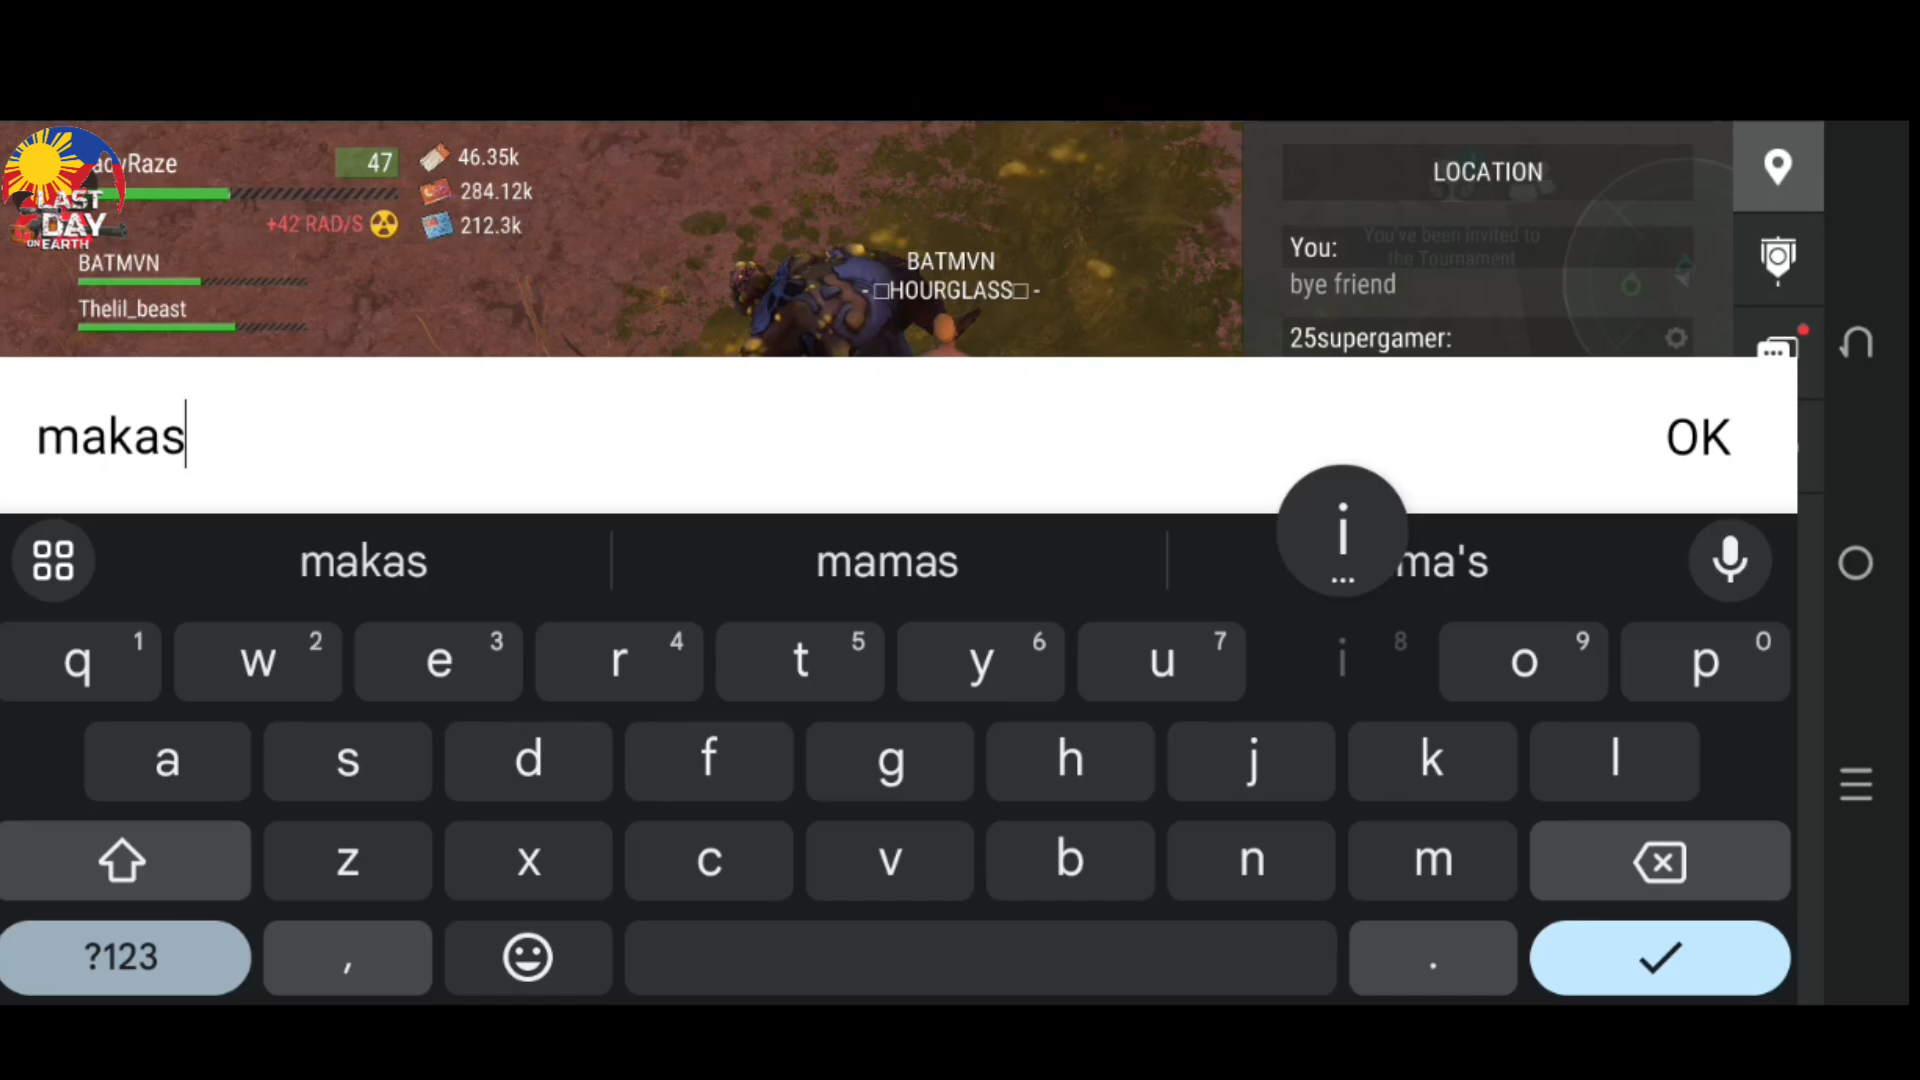 47
46.35k
284.12k
+42 RAD/S
212.3k
LAST
DAY
ON EARTH
BATMVN
Thelil_beast
BATMVN
- □HOURGLASS□ -
LOCATION
You've been invited to
the Tournament
You:
bye friend
25supergamer:
makas
OK
makas
mamas
i
...
q 1 w 2 e 3 r 4 t 5 y 6 u 7 i 8 o 9 p 0
a s d f g h j k l
z x c v b n m
?123 , .